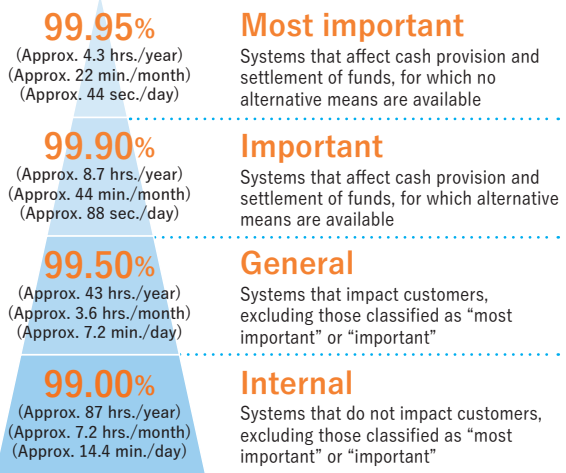 99.95%
(Approx. 4.3 hrs./year)
(Approx. 22 min./month)
(Approx. 44 sec./day)
Most important
Systems that affect cash provision and
settlement of funds, for which no
alternative means are available
99.90%
(Approx. 8.7 hrs./year)
(Approx. 44 min./month)
(Approx. 88 sec./day)
Important
Systems that affect cash provision and
settlement of funds, for which alternative
means are available
99.50%
(Approx. 43 hrs./year)
(Approx. 3.6 hrs./month)
(Approx. 7.2 min./day)
General
Systems that impact customers,
excluding those classified as “most
important” or “important”
99.00%
(Approx. 87 hrs./year)
(Approx. 7.2 hrs./month)
(Approx. 14.4 min./day)
Internal
Systems that do not impact customers,
excluding those classified as “most
important” or “important”